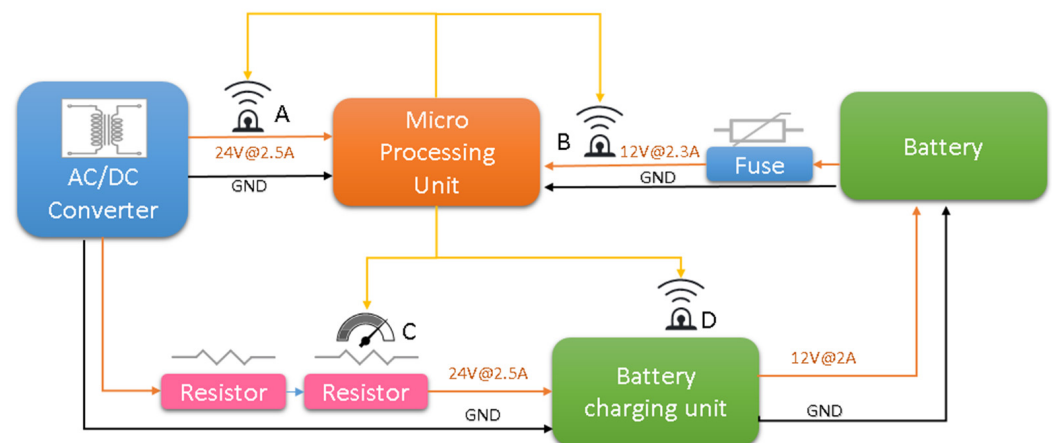 A
B
24V@2.5A
GND
AC/DC
Converter
Micro
Processing
Unit
12V@2.3A
GND
Fuse
Battery
C
D
Resistor
Resistor
24V@2.5A
GND
Battery
charging unit
12V@2A
GND